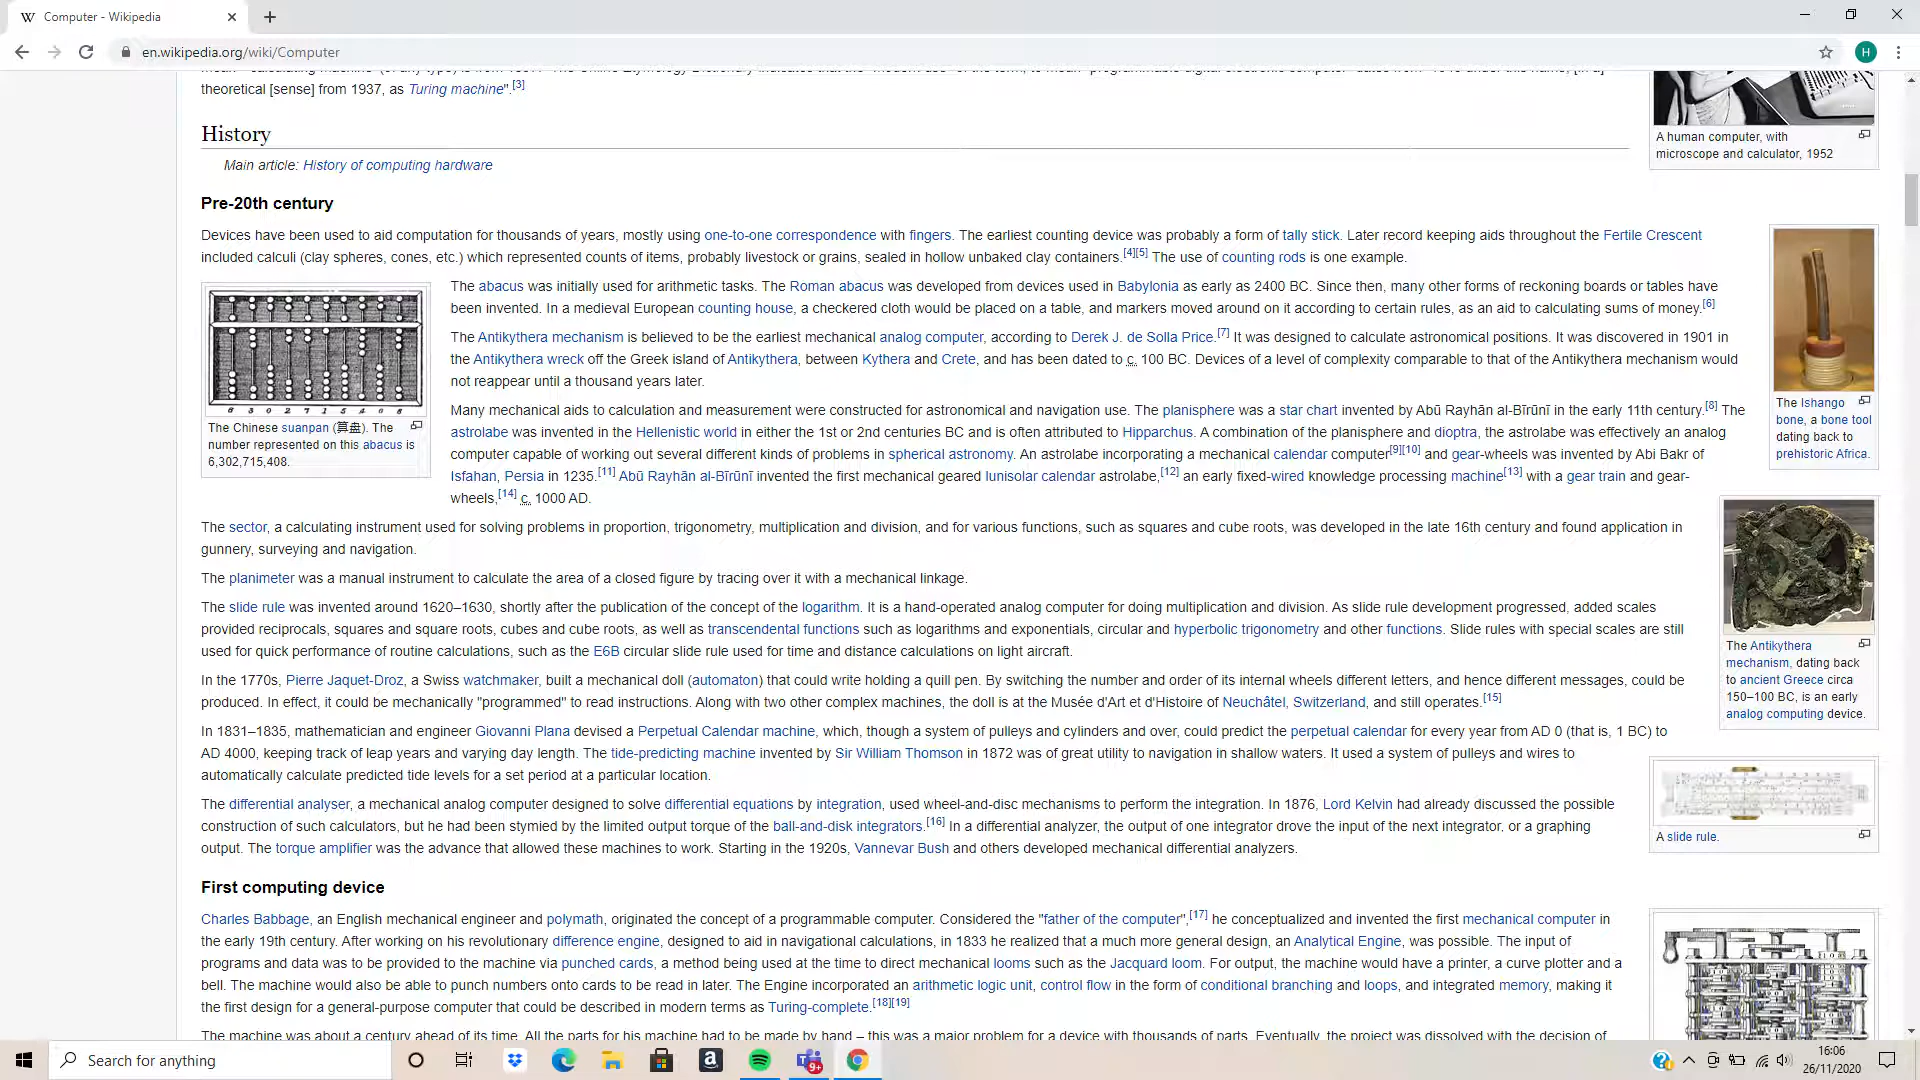 Computer - Wikipedia
en.wikipedia.org/wiki/Computer
H
theoretical [sense] from 1937, as Turing machine".[3]
A human computer, with
microscope and calculator, 1952
History
Main article: History of computing hardware
Pre-20th century
Devices have been used to aid computation for thousands of years, mostly using one-to-one correspondence with fingers. The earliest counting device was probably a form of tally stick. Later record keeping aids throughout the Fertile Crescent
included calculi (clay spheres, cones, etc.) which represented counts of items, probably livestock or grains, sealed in hollow unbaked clay containers.[4][5] The use of counting rods is one example.
The Chinese suanpan (算盘). The
number represented on this abacus is
6,302,715,408.
The abacus was initially used for arithmetic tasks. The Roman abacus was developed from devices used in Babylonia as early as 2400 BC. Since then, many other forms of reckoning boards or tables have
been invented. In a medieval European counting house, a checkered cloth would be placed on a table, and markers moved around on it according to certain rules, as an aid to calculating sums of money.[6]
The Antikythera mechanism is believed to be the earliest mechanical analog computer, according to Derek J. de Solla Price.[7] It was designed to calculate astronomical positions. It was discovered in 1901 in
the Antikythera wreck off the Greek island of Antikythera, between Kythera and Crete, and has been dated to c. 100 BC. Devices of a level of complexity comparable to that of the Antikythera mechanism would
not reappear until a thousand years later.
The Ishango
bone, a bone tool
dating back to
prehistoric Africa.
Many mechanical aids to calculation and measurement were constructed for astronomical and navigation use. The planisphere was a star chart invented by Abū Rayhān al-Bīrūnī in the early 11th century.[8] The
astrolabe was invented in the Hellenistic world in either the 1st or 2nd centuries BC and is often attributed to Hipparchus. A combination of the planisphere and dioptra, the astrolabe was effectively an analog
computer capable of working out several different kinds of problems in spherical astronomy. An astrolabe incorporating a mechanical calendar computer[9][10] and gear-wheels was invented by Abi Bakr of
Isfahan, Persia in 1235.[11] Abū Rayhān al-Bīrūnī invented the first mechanical geared lunisolar calendar astrolabe,[12] an early fixed-wired knowledge processing machine[13] with a gear train and gear-
wheels,[14] c. 1000 AD.
The sector, a calculating instrument used for solving problems in proportion, trigonometry, multiplication and division, and for various functions, such as squares and cube roots, was developed in the late 16th century and found application in
gunnery, surveying and navigation.
The planimeter was a manual instrument to calculate the area of a closed figure by tracing over it with a mechanical linkage.
The slide rule was invented around 1620–1630, shortly after the publication of the concept of the logarithm. It is a hand-operated analog computer for doing multiplication and division. As slide rule development progressed, added scales
provided reciprocals, squares and square roots, cubes and cube roots, as well as transcendental functions such as logarithms and exponentials, circular and hyperbolic trigonometry and other functions. Slide rules with special scales are still
used for quick performance of routine calculations, such as the E6B circular slide rule used for time and distance calculations on light aircraft.
The Antikythera
mechanism, dating back
to ancient Greece circa
150–100 BC, is an early
analog computing device.
In the 1770s, Pierre Jaquet-Droz, a Swiss watchmaker, built a mechanical doll (automaton) that could write holding a quill pen. By switching the number and order of its internal wheels different letters, and hence different messages, could be
produced. In effect, it could be mechanically "programmed" to read instructions. Along with two other complex machines, the doll is at the Musée d'Art et d'Histoire of Neuchâtel, Switzerland, and still operates.[15]
In 1831–1835, mathematician and engineer Giovanni Plana devised a Perpetual Calendar machine, which, though a system of pulleys and cylinders and over, could predict the perpetual calendar for every year from AD 0 (that is, 1 BC) to
AD 4000, keeping track of leap years and varying day length. The tide-predicting machine invented by Sir William Thomson in 1872 was of great utility to navigation in shallow waters. It used a system of pulleys and wires to
automatically calculate predicted tide levels for a set period at a particular location.
The differential analyser, a mechanical analog computer designed to solve differential equations by integration, used wheel-and-disc mechanisms to perform the integration. In 1876, Lord Kelvin had already discussed the possible
construction of such calculators, but he had been stymied by the limited output torque of the ball-and-disk integrators.[16] In a differential analyzer, the output of one integrator drove the input of the next integrator, or a graphing
output. The torque amplifier was the advance that allowed these machines to work. Starting in the 1920s, Vannevar Bush and others developed mechanical differential analyzers.
A slide rule.
First computing device
Charles Babbage, an English mechanical engineer and polymath, originated the concept of a programmable computer. Considered the "father of the computer",[17] he conceptualized and invented the first mechanical computer in
the early 19th century. After working on his revolutionary difference engine, designed to aid in navigational calculations, in 1833 he realized that a much more general design, an Analytical Engine, was possible. The input of
programs and data was to be provided to the machine via punched cards, a method being used at the time to direct mechanical looms such as the Jacquard loom. For output, the machine would have a printer, a curve plotter and a
bell. The machine would also be able to punch numbers onto cards to be read in later. The Engine incorporated an arithmetic logic unit, control flow in the form of conditional branching and loops, and integrated memory, making it
the first design for a general-purpose computer that could be described in modern terms as Turing-complete.[18][19]
The machine was about a century ahead of its time. All the parts for his machine had to be made by hand – this was a major problem for a device with thousands of parts. Eventually, the project was dissolved with the decision of
Search for anything
9+
16:06
26/11/2020